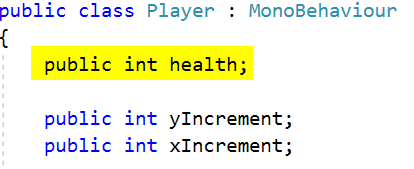 public class Player : MonoBehaviour
{
public int health;
public int yIncrement;
public int xIncrement;